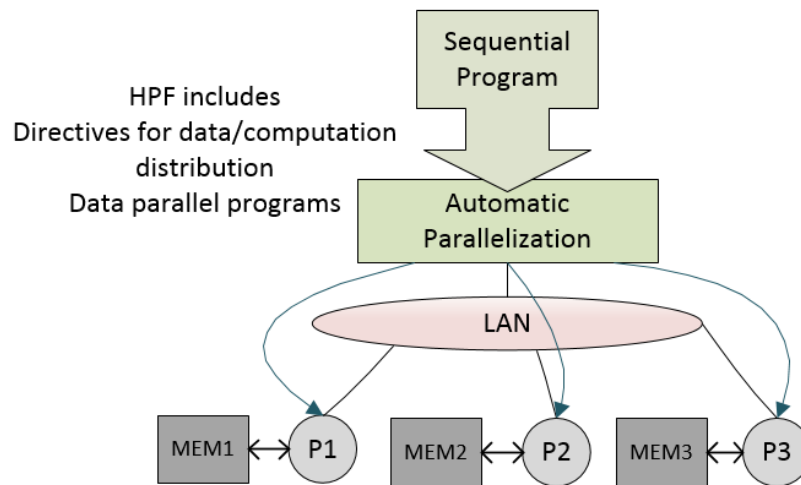 Sequential
Program
HPF includes
Directives for data/computation
distribution
Data parallel programs
Automatic
Parallelization
LAN
MEM1
P1
MEM2
P2
MEM3
P3